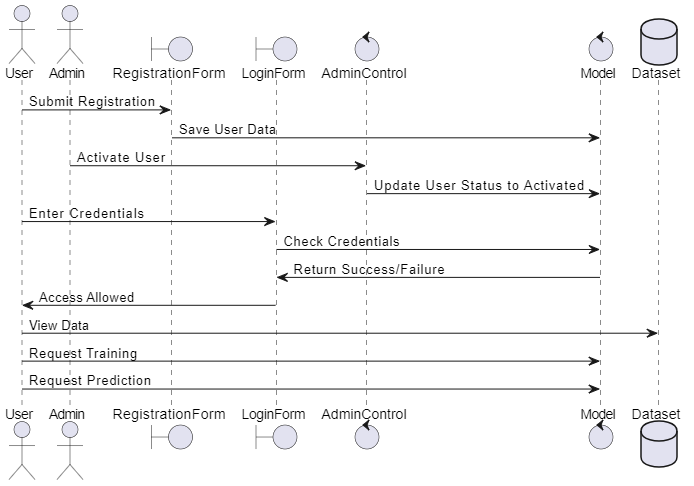 User Admin RegistrationForm LoginForm AdminControl Model Dataset
Submit Registration
Save User Data
Activate User
Update User Status to Activated
Enter Credentials
Check Credentials
Return Success/Failure
Access Allowed
View Data
Request Training
Request Prediction
User Admin RegistrationForm LoginForm AdminControl Model Dataset